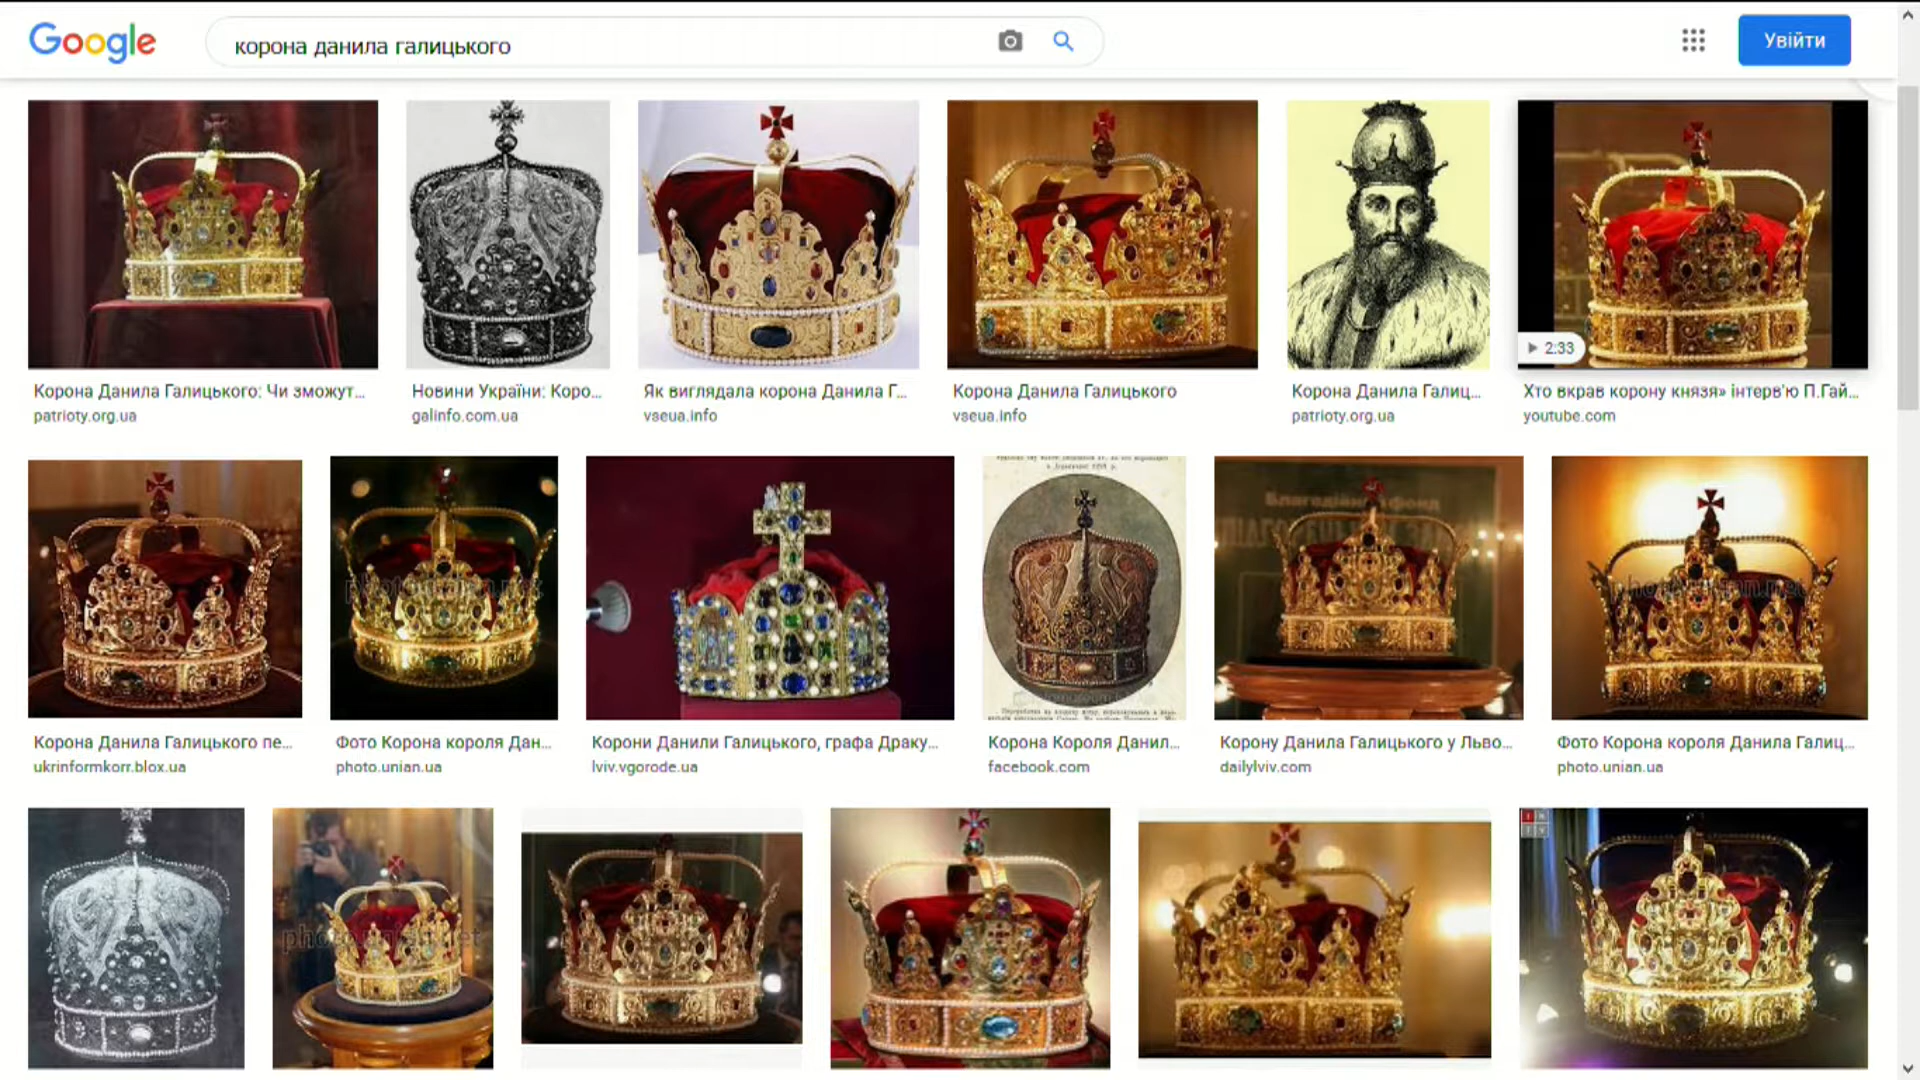 Google
корона данила галицького
Увійти
2:33
Корона Данила Галицького: Чи зможут...
patrioty.org.ua
Новини України: Коро...
galinfo.com.ua
Як виглядала корона Данила Г...
vseua.info
Корона Данила Галицького
vseua.info
Корона Данила Галиц...
patrioty.org.ua
Хто вкрав корону князя» інтерв'ю П.Гай...
youtube.com
Благодійний фонд
Корона Данила Галицького пе...
ukrinformkorr.blox.ua
Фото Корона короля Дан...
photo.unian.ua
Корони Данили Галицького, графа Драку...
lviv.vgorode.ua
Корона Короля Данил...
facebook.com
Корону Данила Галицького у Льво...
dailylviv.com
Фото Корона короля Данила Галиц...
photo.unian.ua